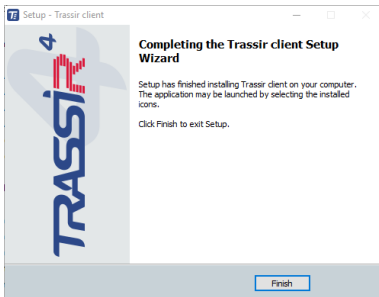 Setup - Trassir client
Completing the Trassir client Setup
Wizard
Setup has finished installing Trassir client on your computer.
The application may be launched by selecting the installed
icons.
Click Finish to exit Setup.
TRASSIR 4
Finish